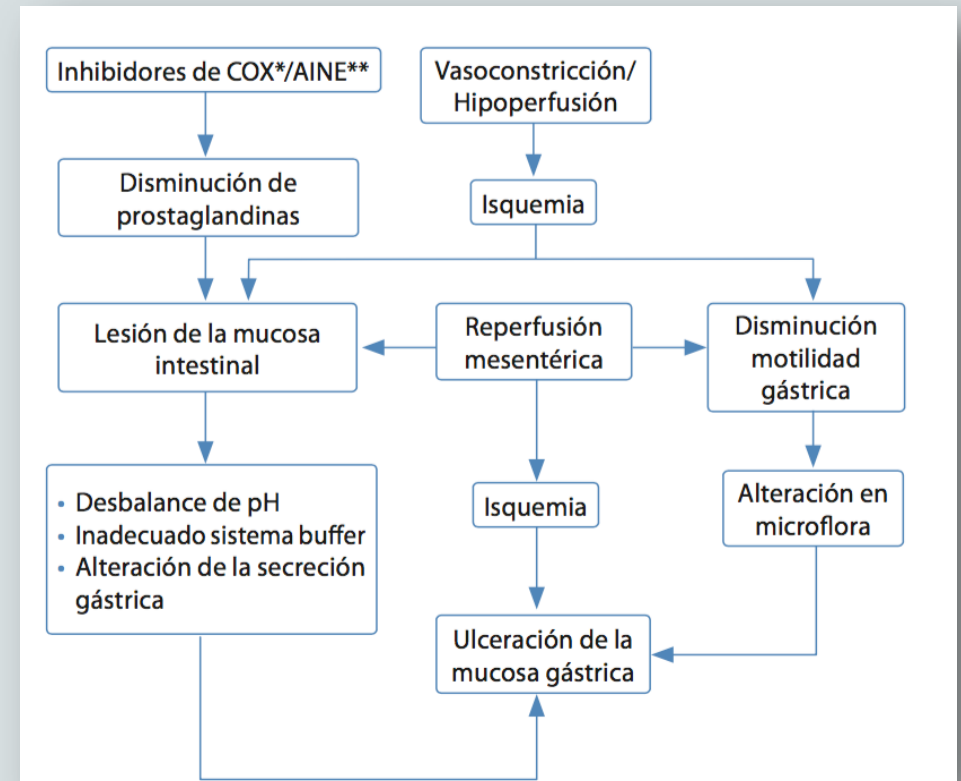 Inhibidores de COX*/AINE**
Vasoconstricción/
Hipoperfusión
Disminución de
prostaglandinas
Isquemia
Lesión de la mucosa
intestinal
Reperfusión
mesentérica
Disminución
motilidad
gástrica
• Desbalance de pH
• Inadecuado sistema buffer
• Alteración de la secreción
gástrica
Isquemia
Alteración en
microflora
Ulceración de la
mucosa gástrica